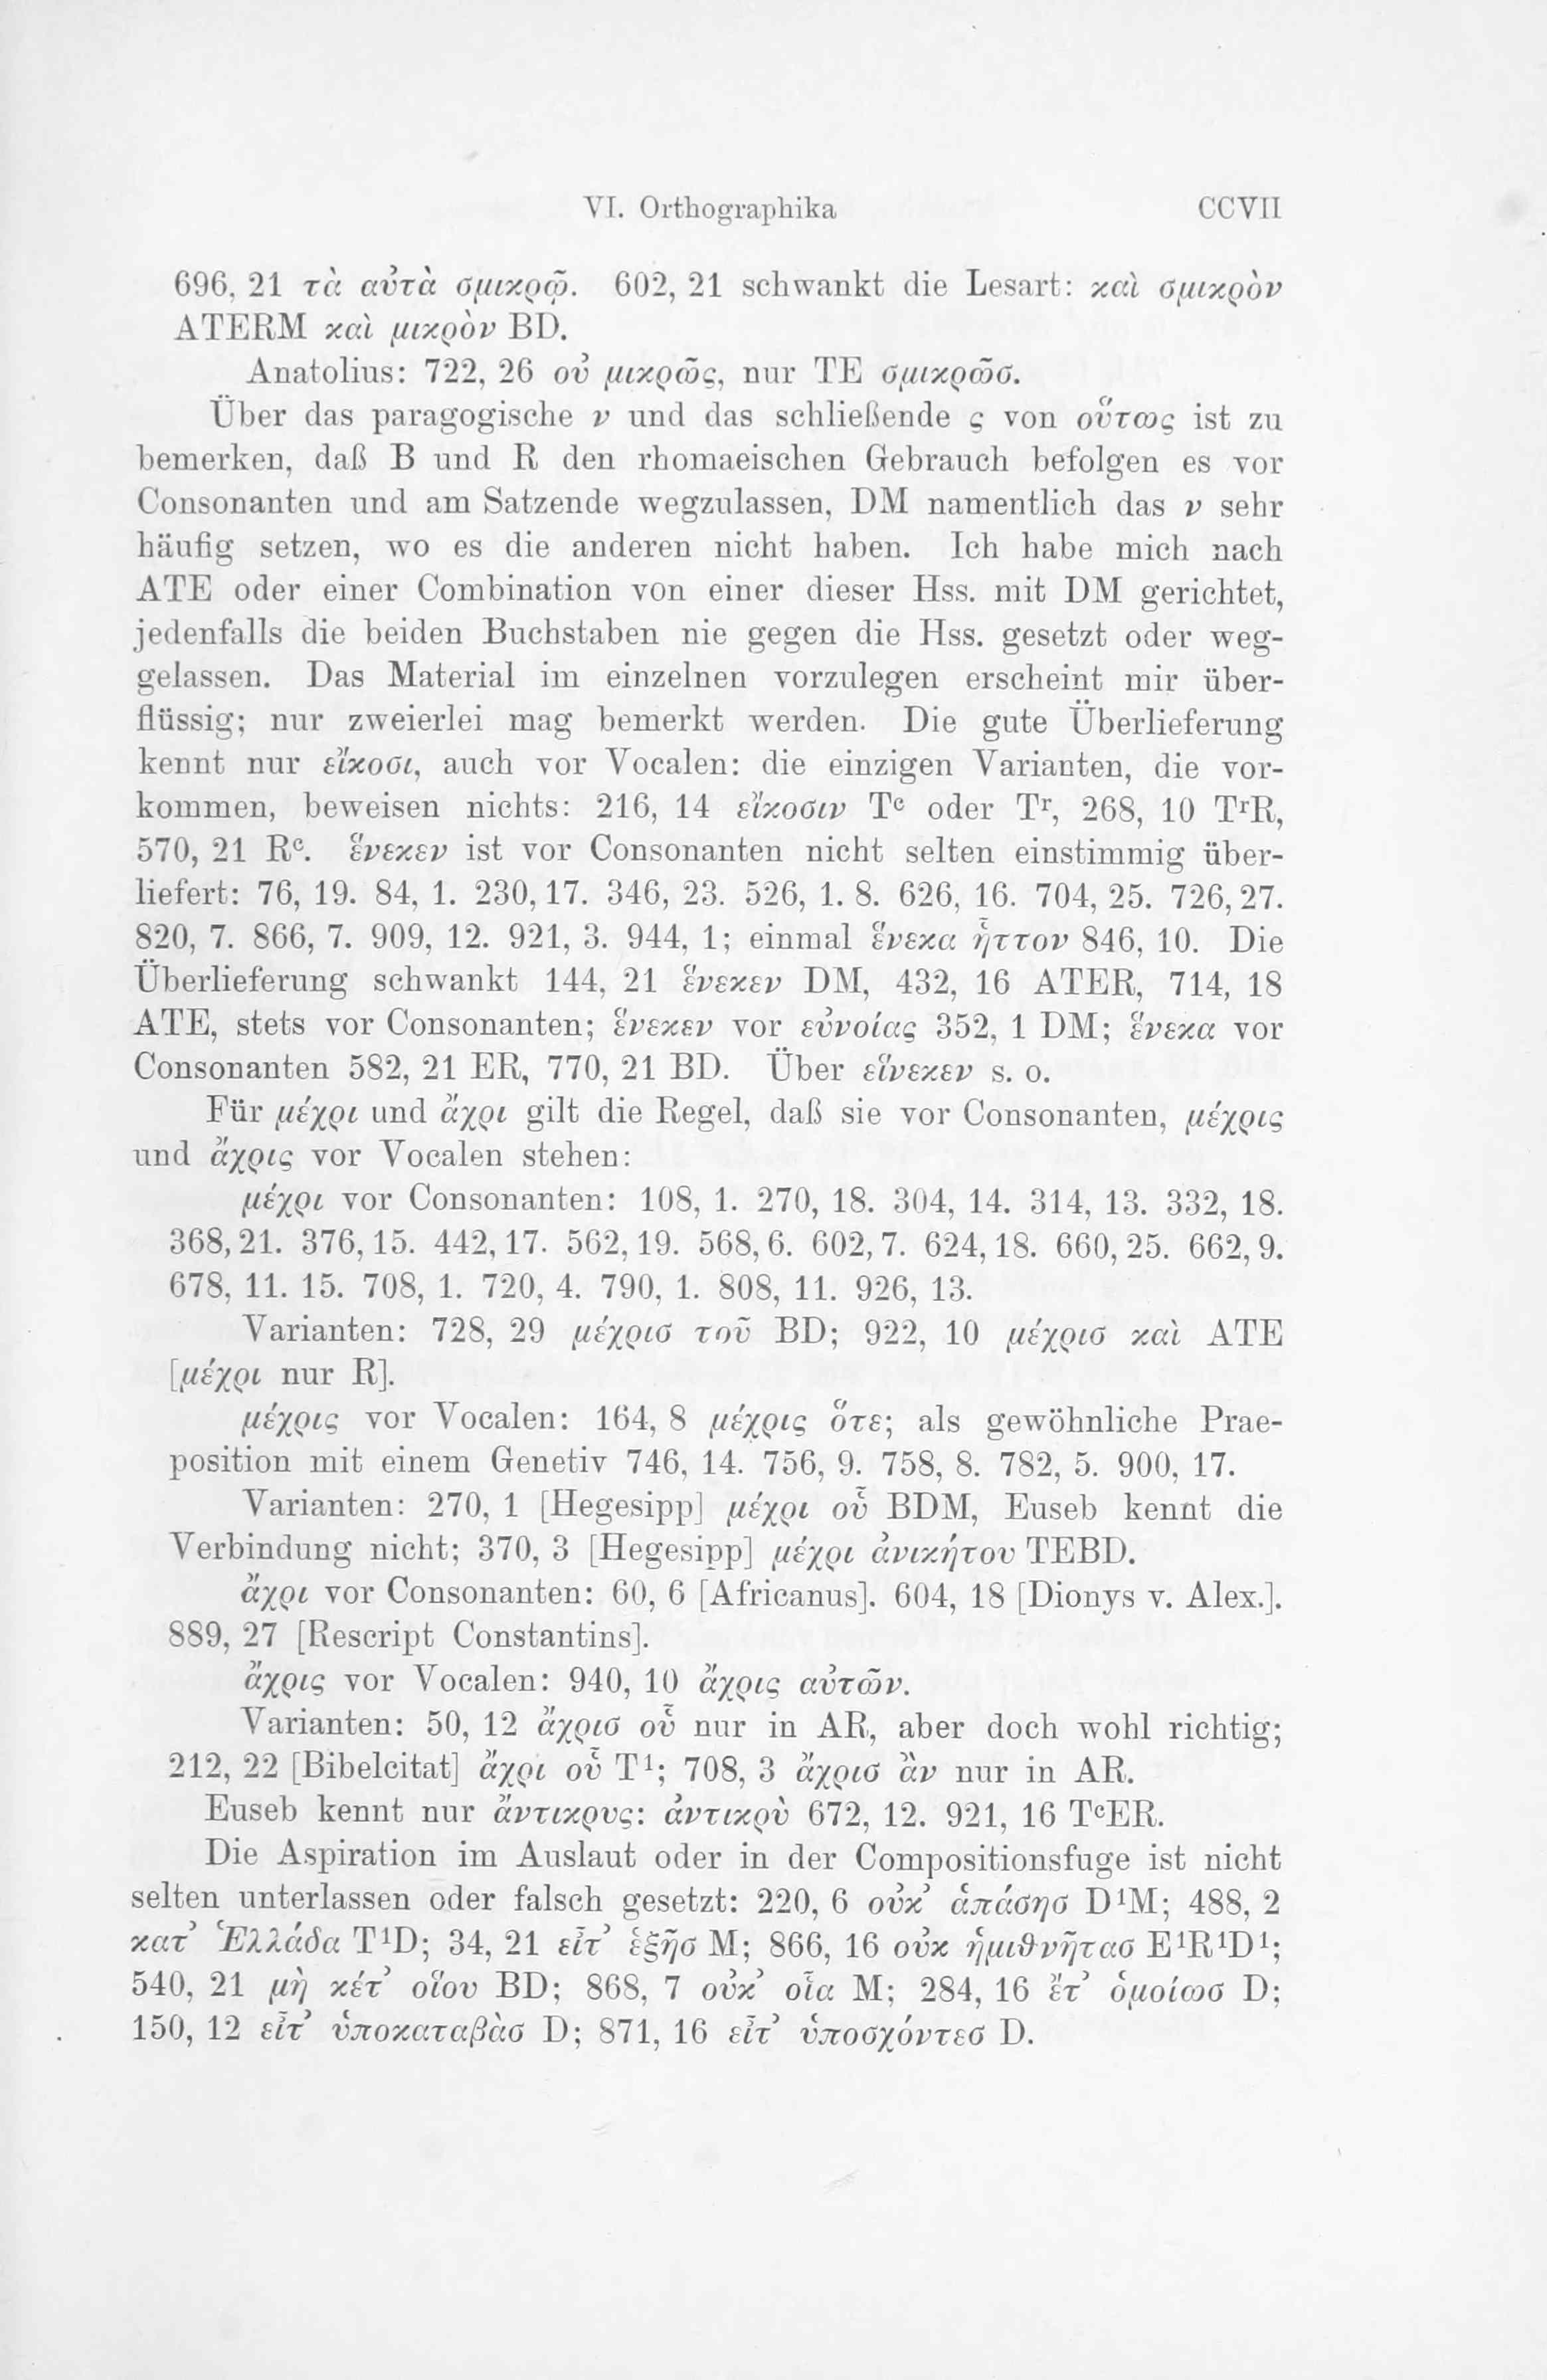 VI. Orthographika CCVII
696, 21 τὰ αὐτὰ σμικρῷ. 602, 21 schwankt die Lesart: καὶ σμικρὸν
ATERM καὶ μικρὸν BD.
Anatolius: 722, 26 οὐ μικρῶς, nur TE σμικρῶσ.
Über das paragogische ν und das schließende ς von οὕτως ist zu
bemerken, daß B und R den rhomaeischen Gebrauch befolgen es vor
Consonanten und am Satzende wegzulassen, DM namentlich das ν sehr
häufig setzen, wo es die anderen nicht haben. Ich habe mich nach
ATE oder einer Combination von einer dieser Hss. mit DM gerichtet,
jedenfalls die beiden Buchstaben nie gegen die Hss. gesetzt oder weg-
gelassen. Das Material im einzelnen vorzulegen erscheint mir über-
flüssig; nur zweierlei mag bemerkt werden. Die gute Überlieferung
kennt nur εἴκοσι, auch vor Vocalen: die einzigen Varianten, die vor-
kommen, beweisen nichts: 216, 14 εἴκοσιν Tᶜ oder Tʳ, 268, 10 TʳR,
570, 21 Rᶜ. ἕνεκεν ist vor Consonanten nicht selten einstimmig über-
liefert: 76, 19. 84, 1. 230, 17. 346, 23. 526, 1. 8. 626, 16. 704, 25. 726, 27.
820, 7. 866, 7. 909, 12. 921, 3. 944, 1; einmal ἕνεκα ἧττον 846, 10. Die
Überlieferung schwankt 144, 21 ἕνεκεν DM, 432, 16 ATER, 714, 18
ATE, stets vor Consonanten; ἕνεκεν vor εὐνοίας 352, 1 DM; ἕνεκα vor
Consonanten 582, 21 ER, 770, 21 BD. Über εἵνεκεν s. o.
Für μέχρι und ἄχρι gilt die Regel, daß sie vor Consonanten, μέχρις
und ἄχρις vor Vocalen stehen:
μέχρι vor Consonanten: 108, 1. 270, 18. 304, 14. 314, 13. 332, 18.
368, 21. 376, 15. 442, 17. 562, 19. 568, 6. 602, 7. 624, 18. 660, 25. 662, 9.
678, 11. 15. 708, 1. 720, 4. 790, 1. 808, 11. 926, 13.
Varianten: 728, 29 μέχρισ τοῦ BD; 922, 10 μέχρισ καὶ ATE
[μέχρι nur R].
μέχρις vor Vocalen: 164, 8 μέχρις ὅτε; als gewöhnliche Prae-
position mit einem Genetiv 746, 14. 756, 9. 758, 8. 782, 5. 900, 17.
Varianten: 270, 1 [Hegesipp] μέχρι οὗ BDM, Euseb kennt die
Verbindung nicht; 370, 3 [Hegesipp] μέχρι ἀνικήτου TEBD.
ἄχρι vor Consonanten: 60, 6 [Africanus]. 604, 18 [Dionys v. Alex.].
889, 27 [Rescript Constantins].
ἄχρις vor Vocalen: 940, 10 ἄχρις αὐτῶν.
Varianten: 50, 12 ἄχρισ οὗ nur in AR, aber doch wohl richtig;
212, 22 [Bibelcitat] ἄχρι οὗ T¹; 708, 3 ἄχρισ ἂν nur in AR.
Euseb kennt nur ἄντικρυς: ἀντικρὺ 672, 12. 921, 16 TᶜER.
Die Aspiration im Auslaut oder in der Compositionsfuge ist nicht
selten unterlassen oder falsch gesetzt: 220, 6 οὐκ’ ἁπάσησ D¹M; 488, 2
κατ’ Ἑλλάδα T¹D; 34, 21 εἶτ’ ἑξῆσ M; 866, 16 οὐκ ἡμιθνῆτασ E¹R¹D¹;
540, 21 μὴ κέτ’ οἵου BD; 868, 7 οὐκ’ οἷα M; 284, 16 ἔτ’ ὁμοίωσ D;
150, 12 εἶτ’ ὑποκαταβὰσ D; 871, 16 εἶτ’ ὑποσχόντεσ D.